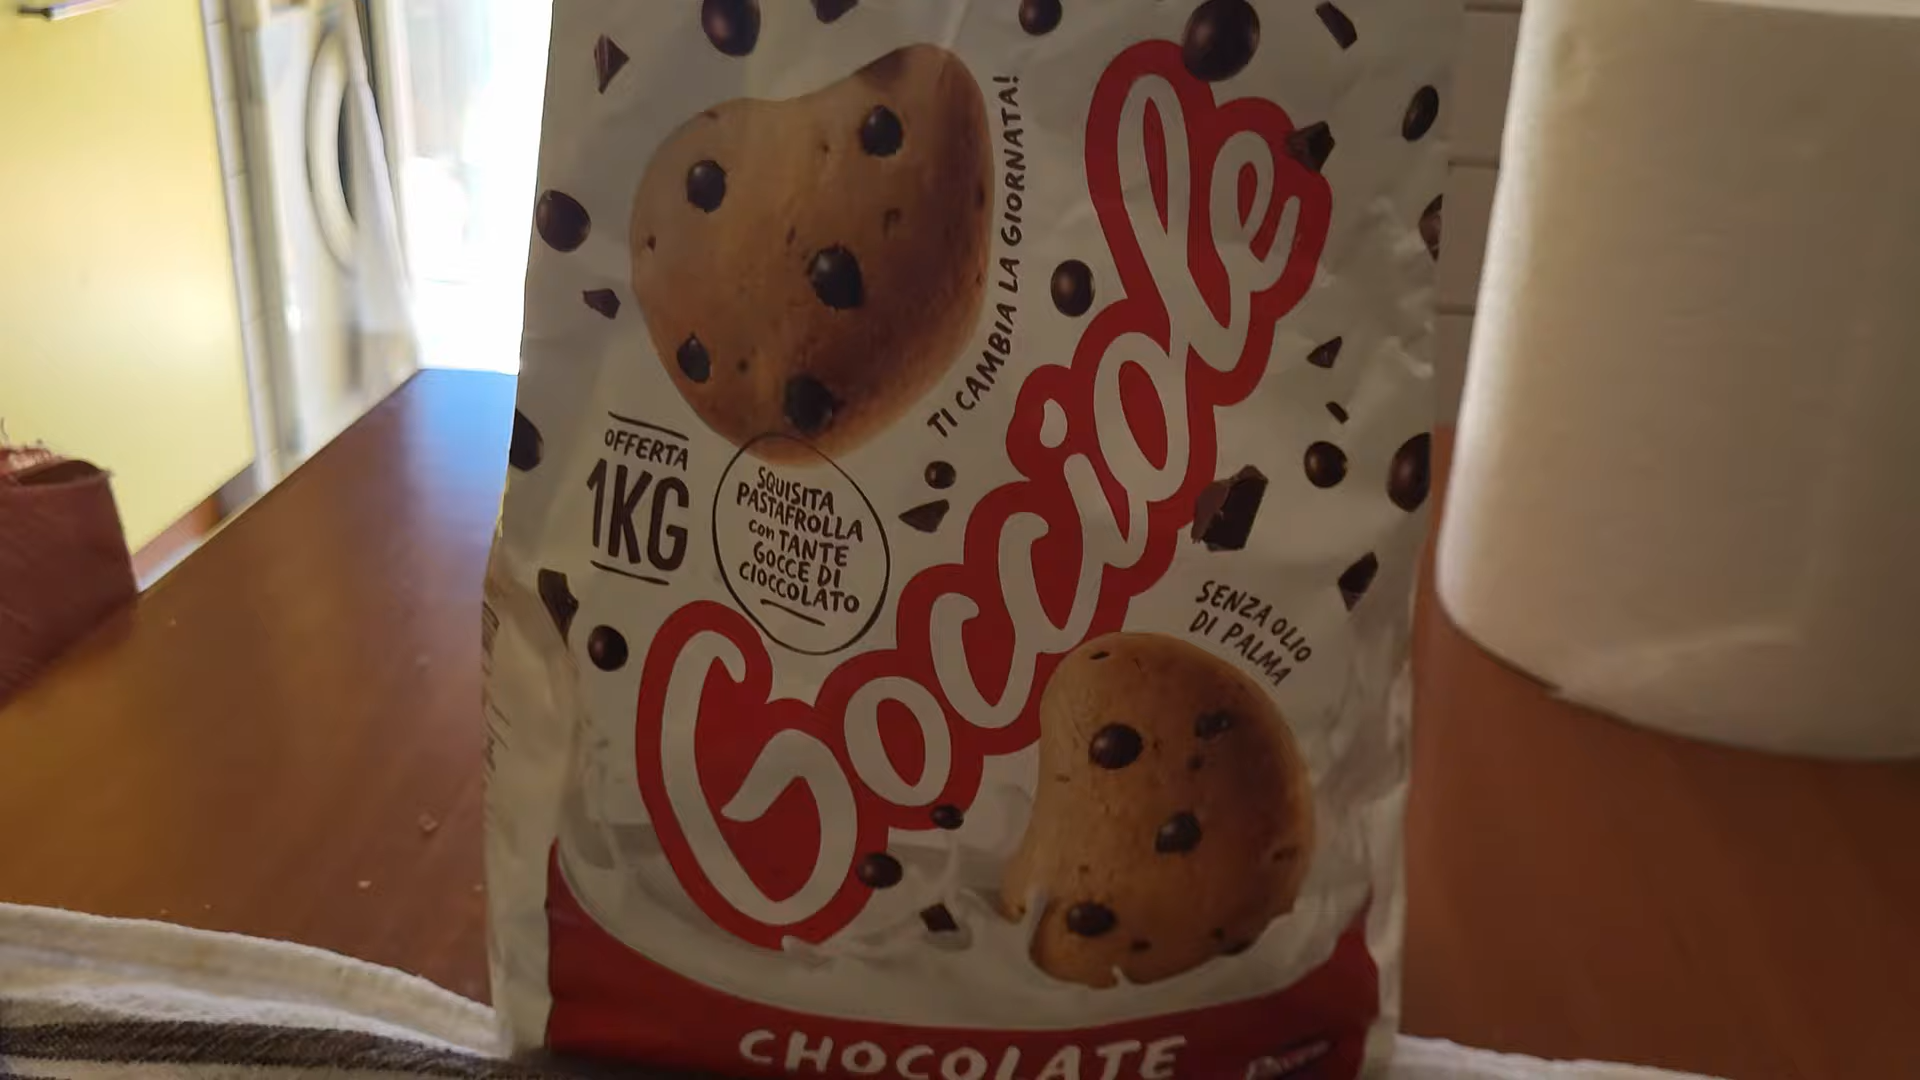 TI CAMBIA LA GIORNATA!
Gocciole
OFFERTA
1KG
SQUISITA
PASTAFROLLA
con TANTE
GOCCE DI
CIOCCOLATO
SENZA OLIO
DI PALMA
CHOCOLATE